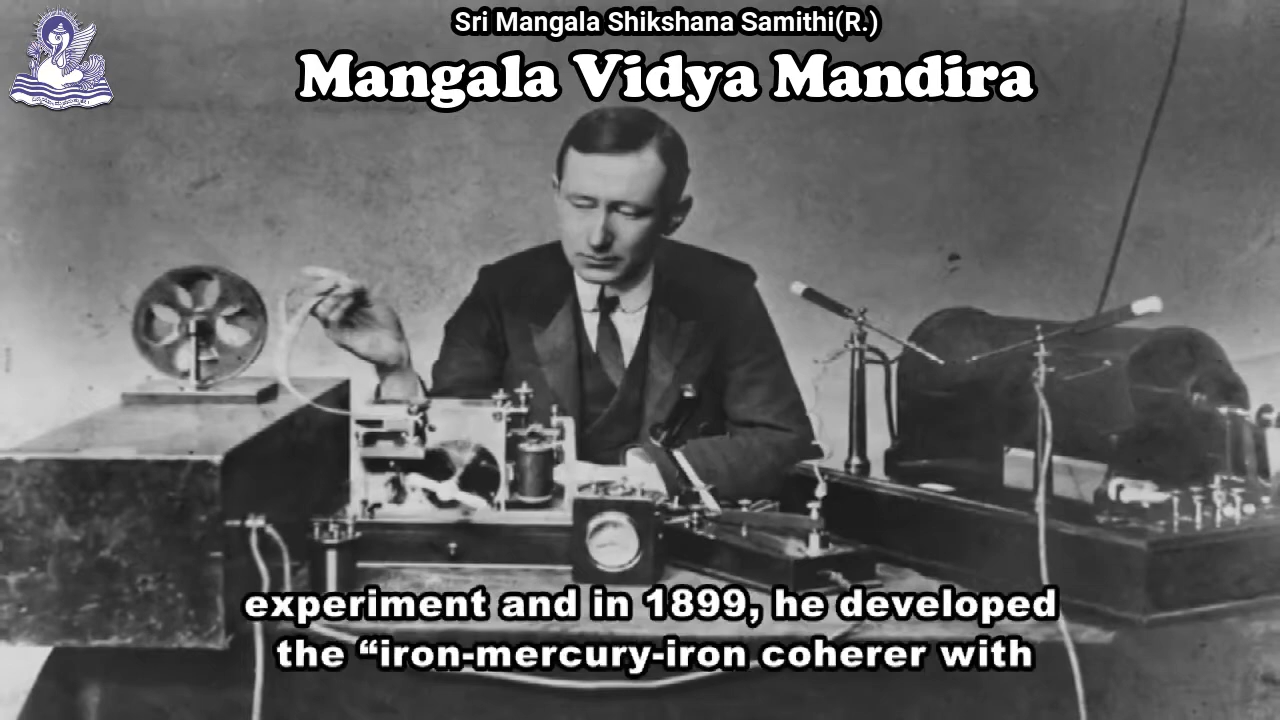 Sri Mangala Shikshana Samithi(R.)
Mangala Vidya Mandira
experiment and in 1899, he developed
the “iron-mercury-iron coherer with